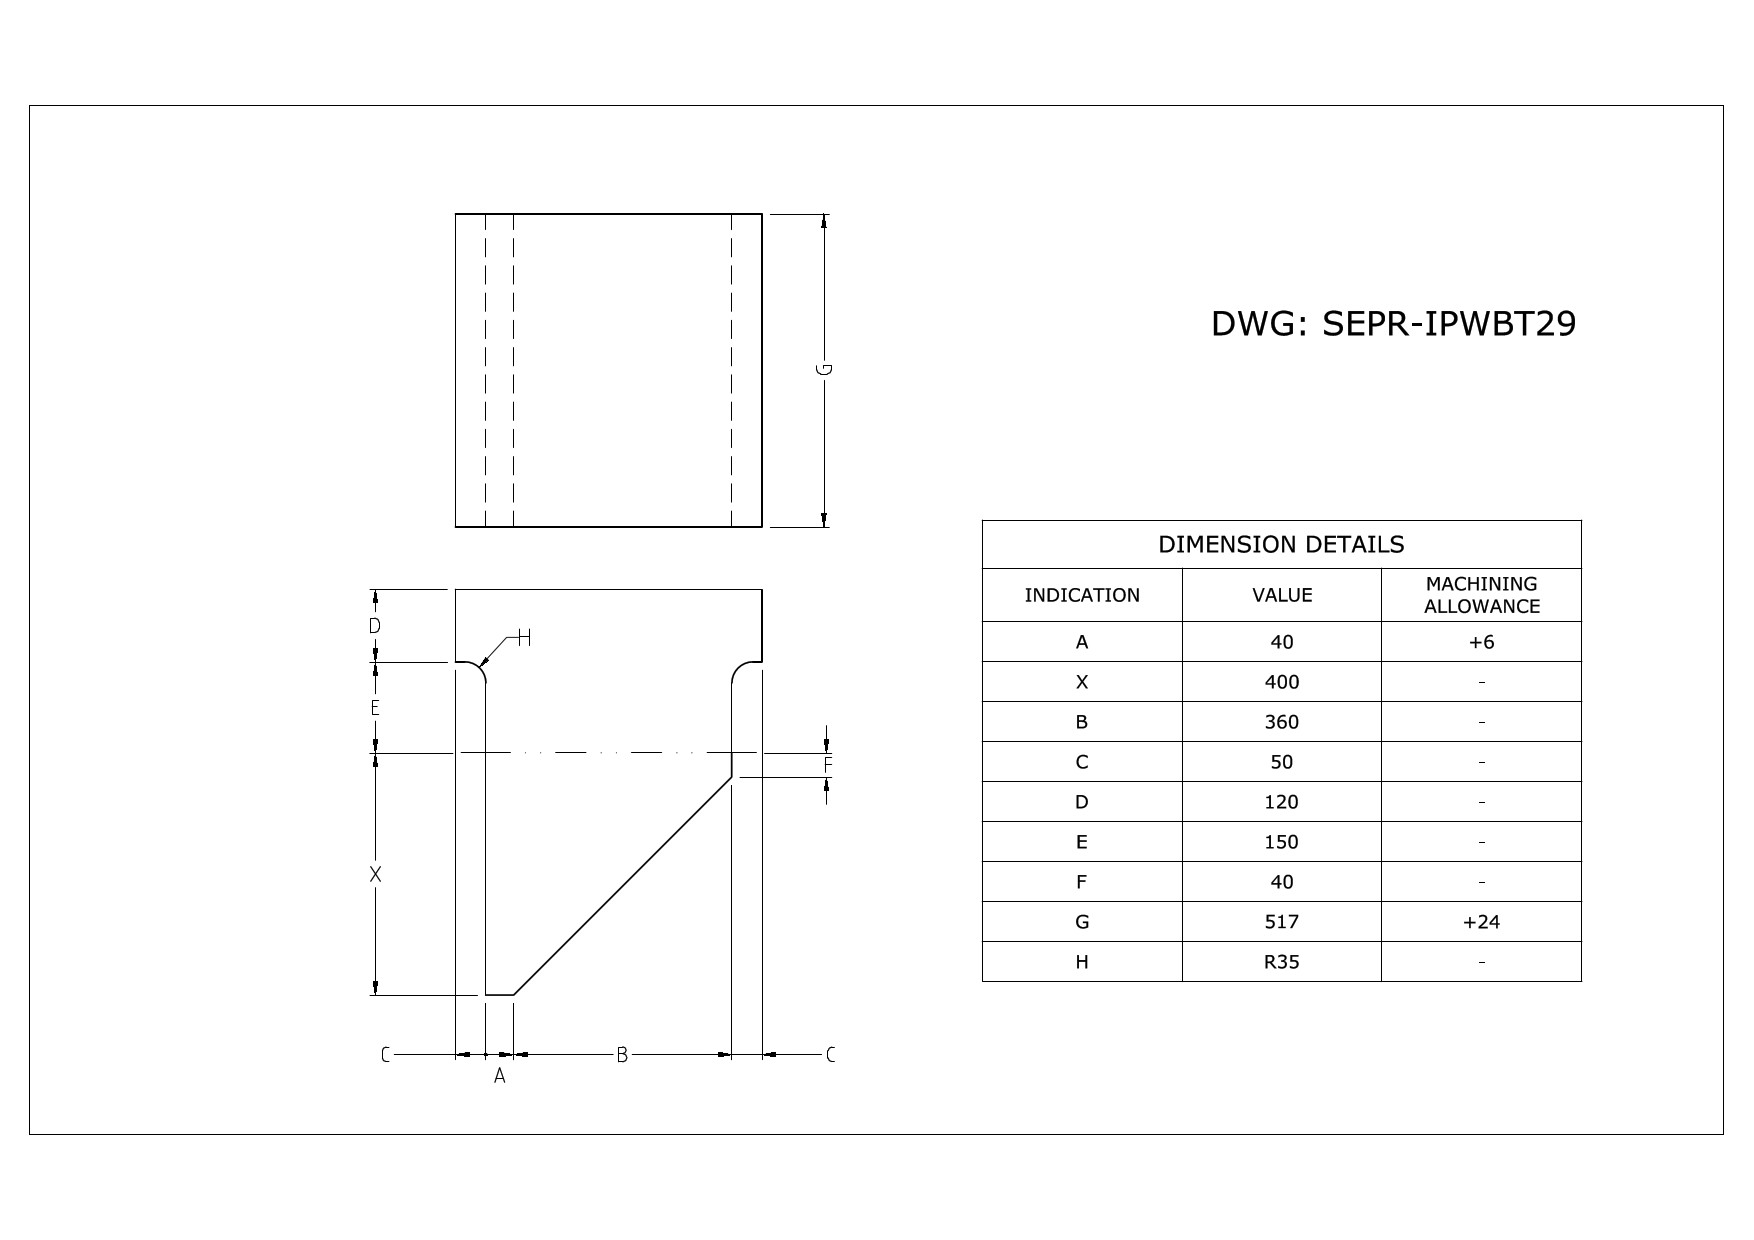 DWG: SEPR-IPWBT29
G
D
H
E
F
X
C
A
B
C
DIMENSION DETAILS
INDICATION VALUE MACHINING ALLOWANCE
A 40 +6
X 400 -
B 360 -
C 50 -
D 120 -
E 150 -
F 40 -
G 517 +24
H R35 -